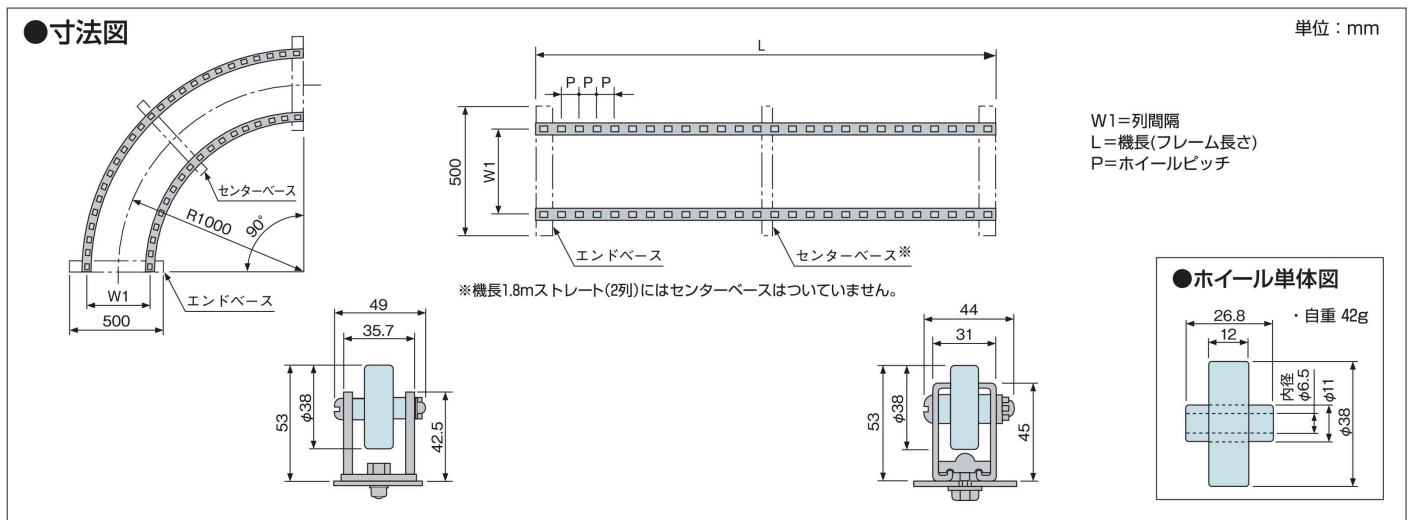 ●寸法図
単位：mm
センターベース
R1000
90°
W1
エンドベース
500
L
P P P
500
W1
エンドベース
センターベース※
※機長1.8mストレート(2列)にはセンターベースはついていません。
W1=列間隔
L=機長(フレーム長さ)
P=ホイールピッチ
49
35.7
53
φ38
42.5
44
31
53
φ38
45
●ホイール単体図
・自重 42g
26.8
12
内径
φ6.5
φ11
φ38